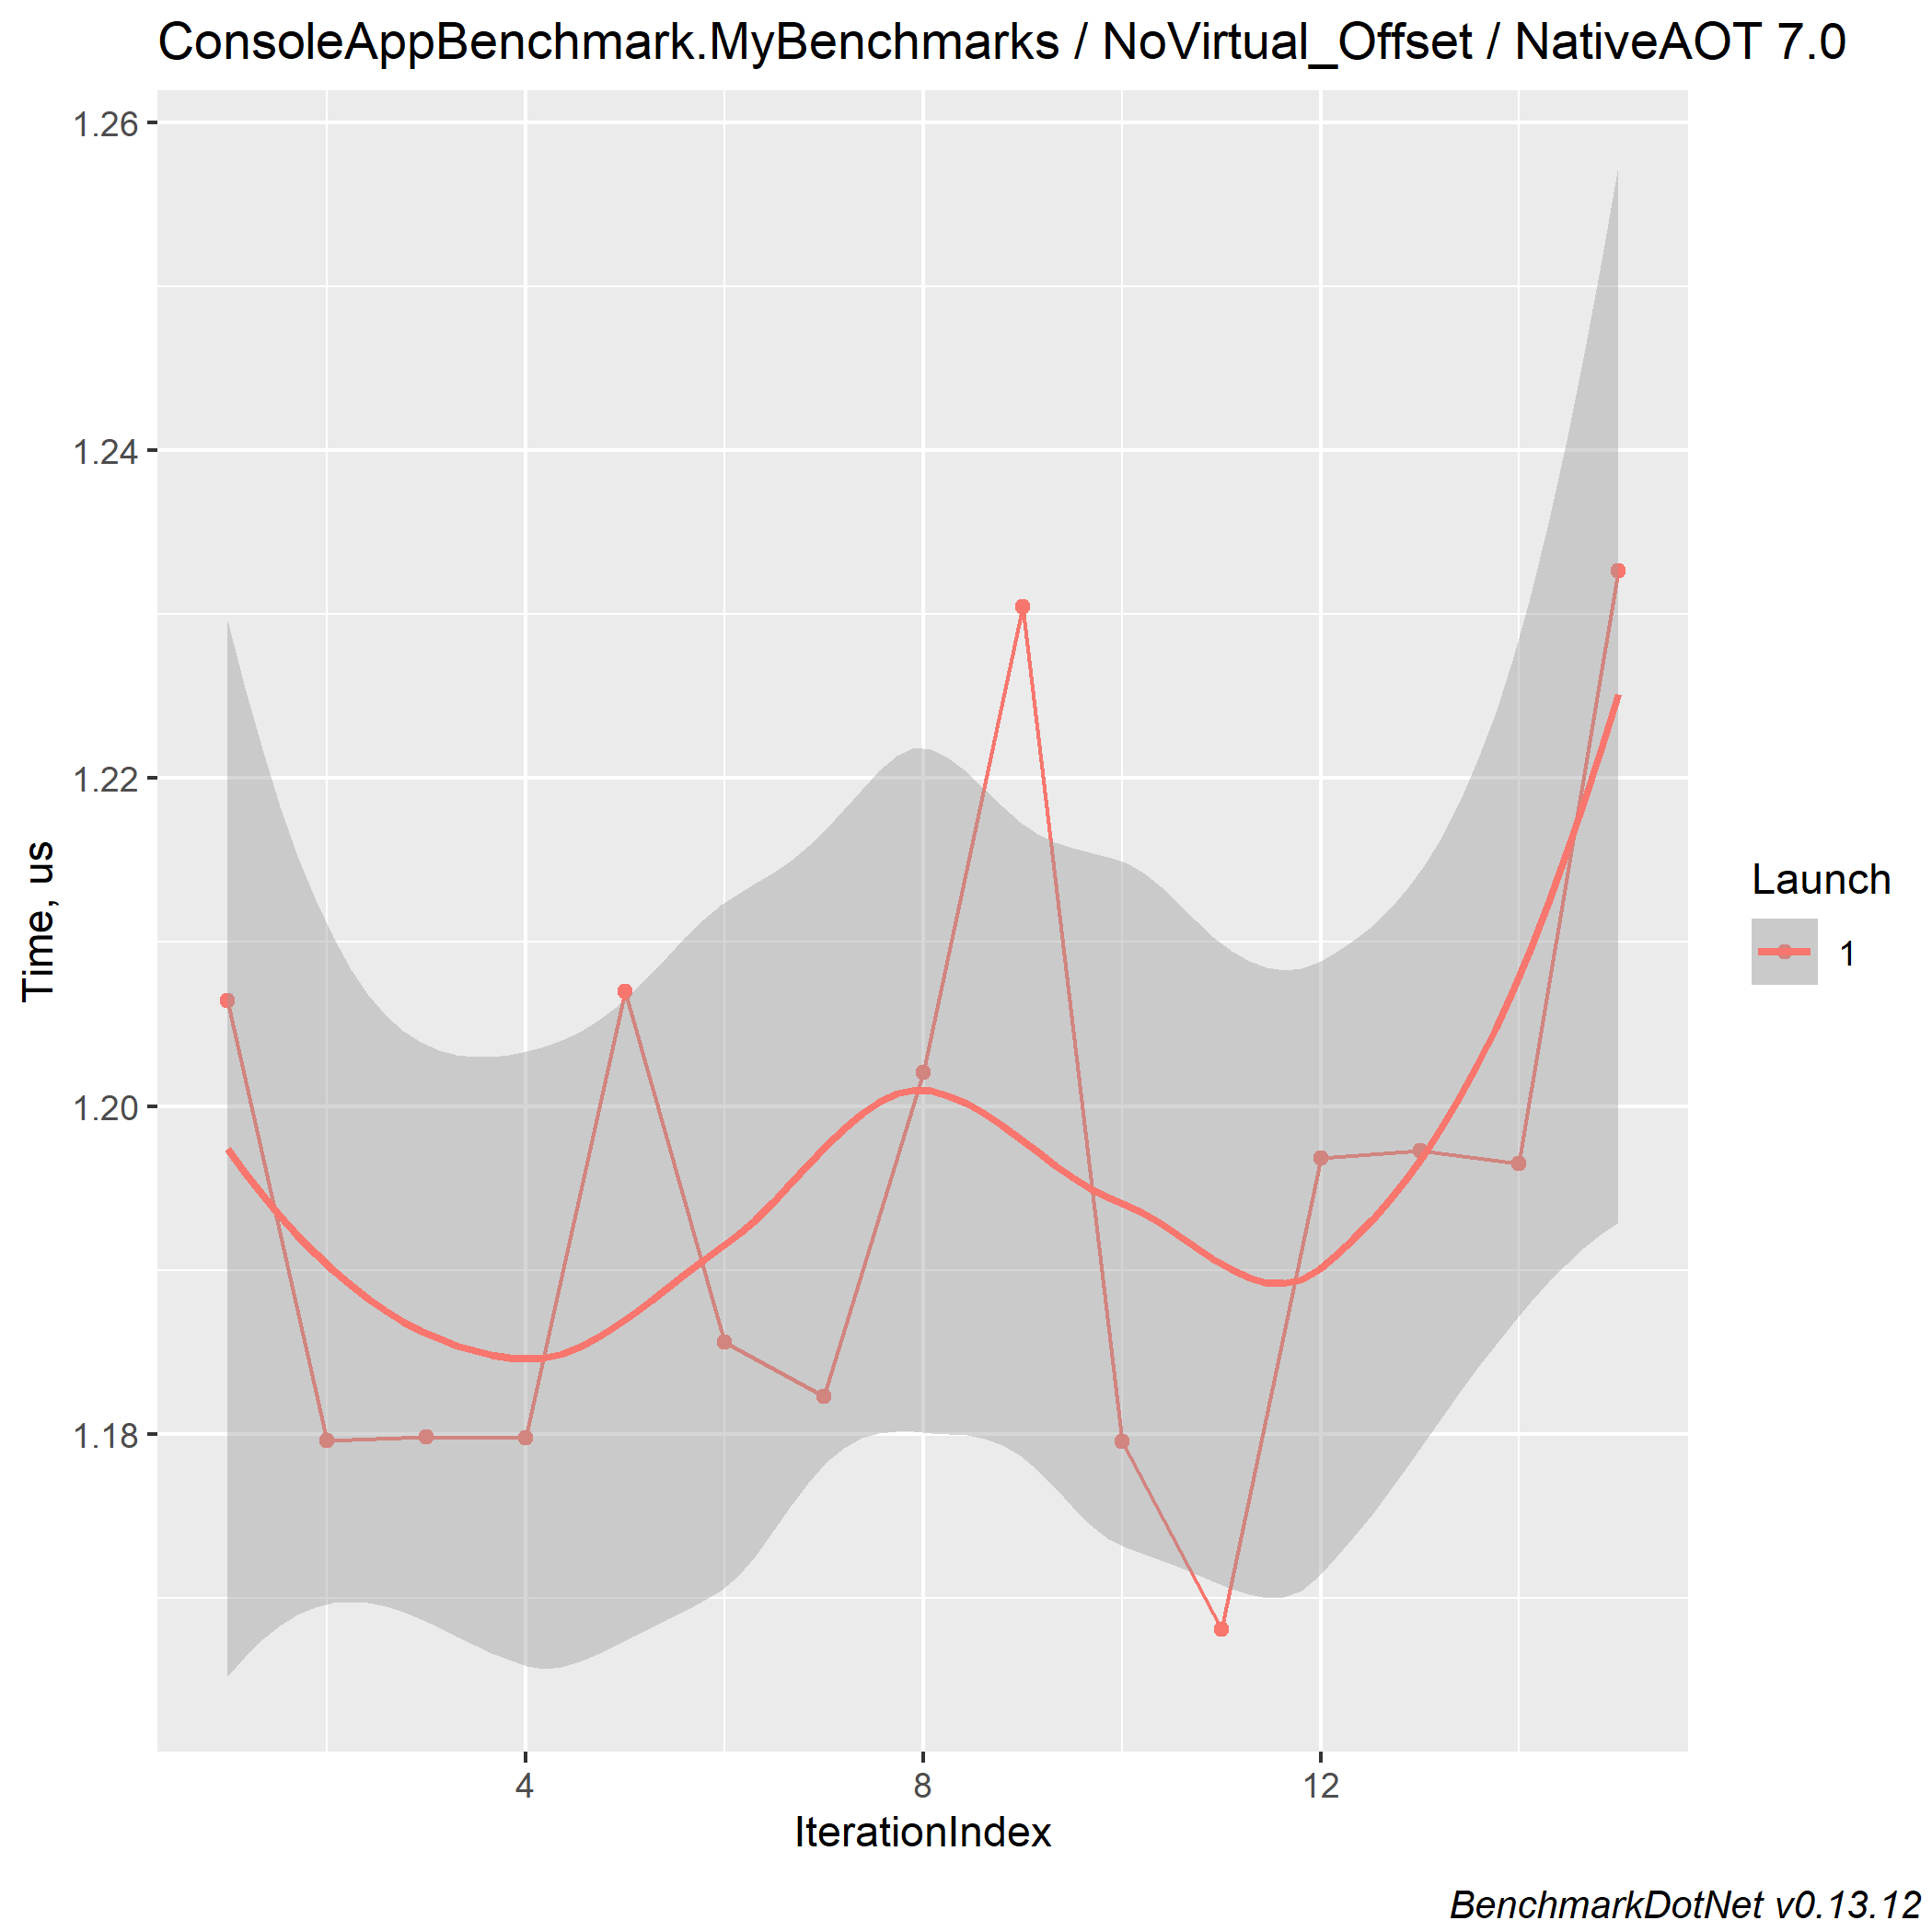 ConsoleAppBenchmark.MyBenchmarks / NoVirtual_Offset / NativeAOT 7.0
1.26
1.24
1.22
1.20
1.18
Time, us
4
8
12
IterationIndex
Launch
1
BenchmarkDotNet v0.13.12